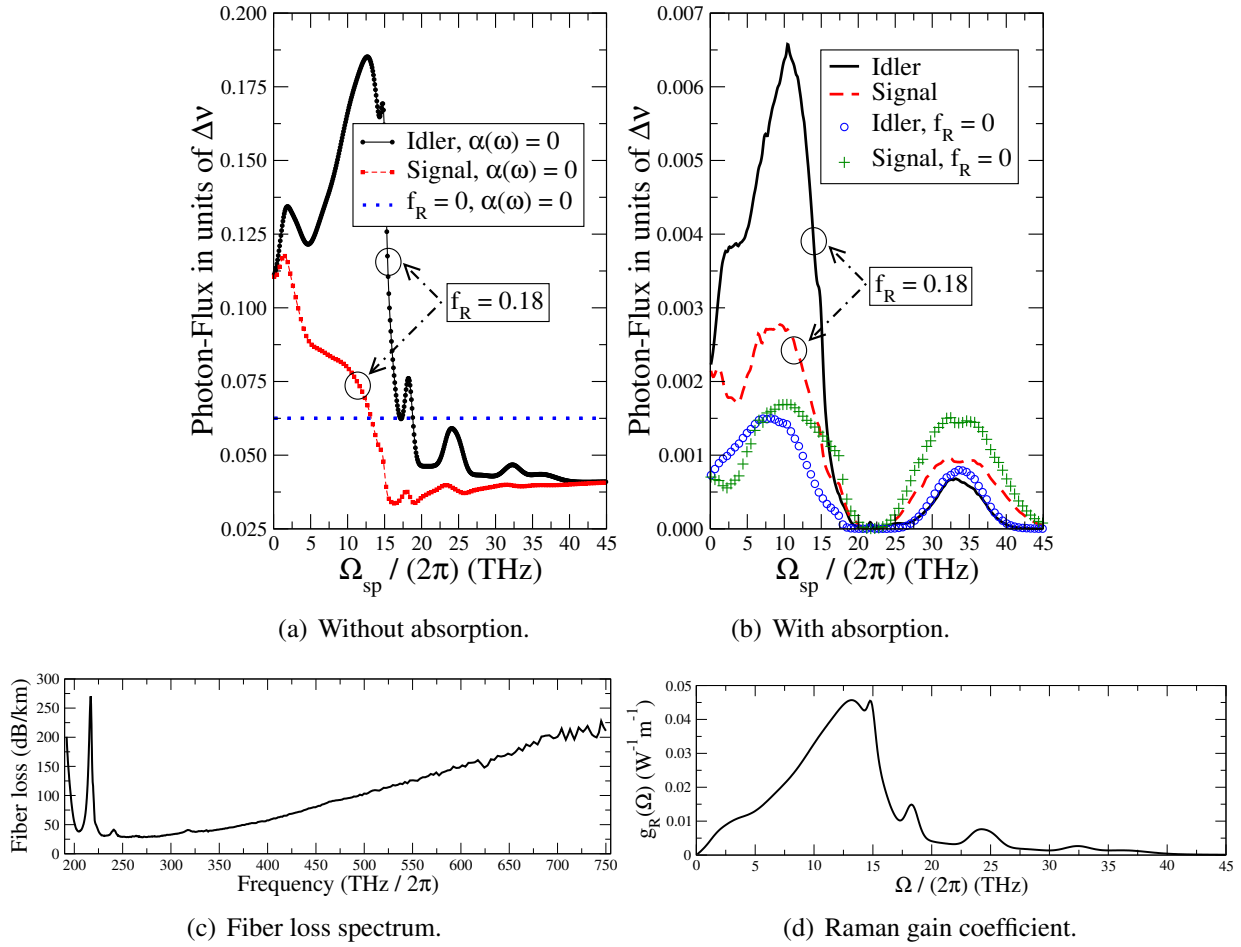 0.200
0.175
0.150
0.125
0.100
0.075
0.050
0.025
Photon-Flux in units of Δν
Idler, α(ω) = 0
Signal, α(ω) = 0
f_R = 0, α(ω) = 0
f_R = 0.18
0 5 10 15 20 25 30 35 40 45
Ω_sp / (2π) (THz)
(a) Without absorption.
0.007
0.006
0.005
0.004
0.003
0.002
0.001
0.000
Photon-Flux in units of Δν
Idler
Signal
Idler, f_R = 0
Signal, f_R = 0
f_R = 0.18
0 5 10 15 20 25 30 35 40 45
Ω_sp / (2π) (THz)
(b) With absorption.
300
250
200
150
100
50
0
Fiber loss (dB/km)
200 250 300 350 400 450 500 550 600 650 700 750
Frequency (THz / 2π)
(c) Fiber loss spectrum.
0.05
0.04
0.03
0.02
0.01
0
g_R(Ω) (W⁻¹m⁻¹)
0 5 10 15 20 25 30 35 40 45
Ω / (2π) (THz)
(d) Raman gain coefficient.